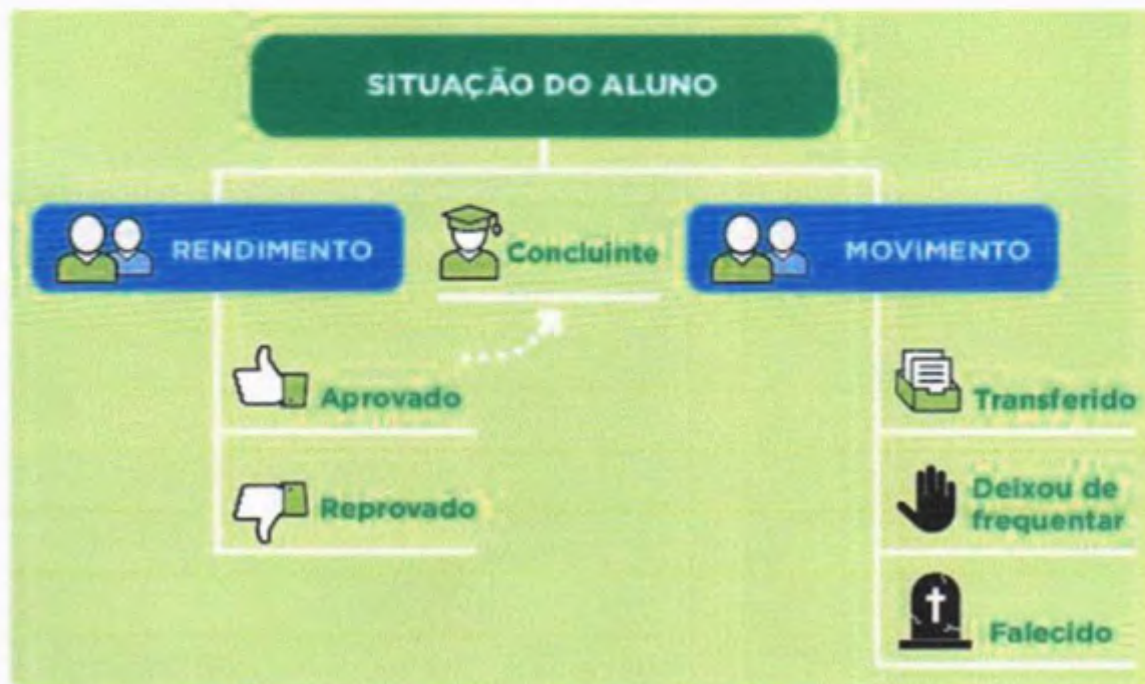 SITUAÇÃO DO ALUNO
RENDIMENTO
Concluinte
MOVIMENTO
Aprovado
Reprovado
Transferido
Deixou de
frequentar
Falecido